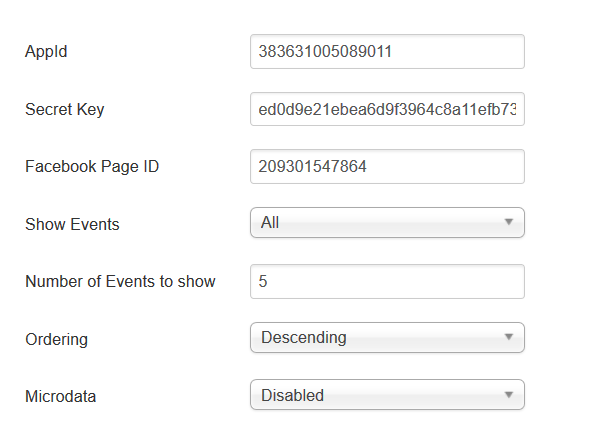 AppId 383631005089011
Secret Key ed0d9e21ebea6d9f3964c8a11efb73
Facebook Page ID 209301547864
Show Events All
Number of Events to show 5
Ordering Descending
Microdata Disabled